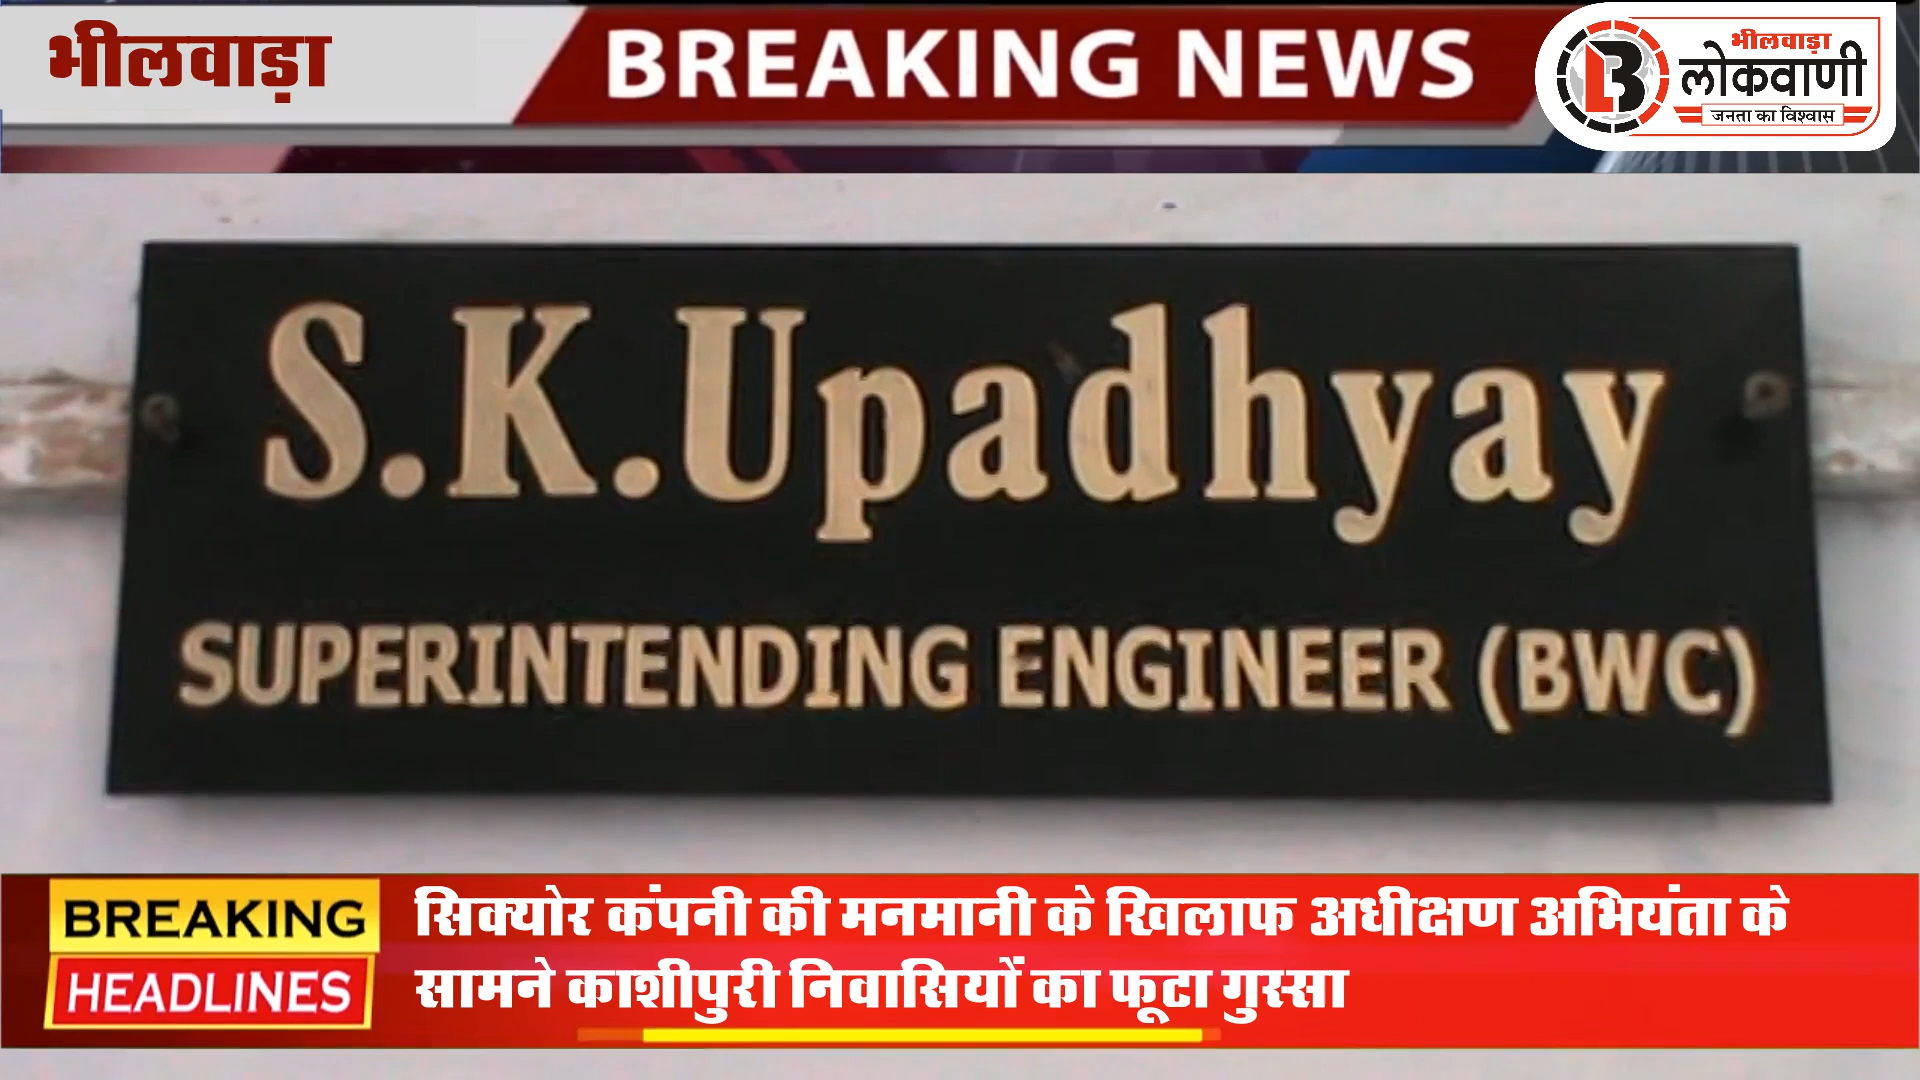 भीलवाड़ा
BREAKING NEWS
भीलवाड़ा
लोकवाणी
जनता का विश्वास
S.K.Upadhyay
SUPERINTENDING ENGINEER (BWC)
BREAKING
HEADLINES
सिक्योर कंपनी की मनमानी के खिलाफ अधीक्षण अभियंता के
सामने काशीपुरी निवासियों का फूटा गुस्सा